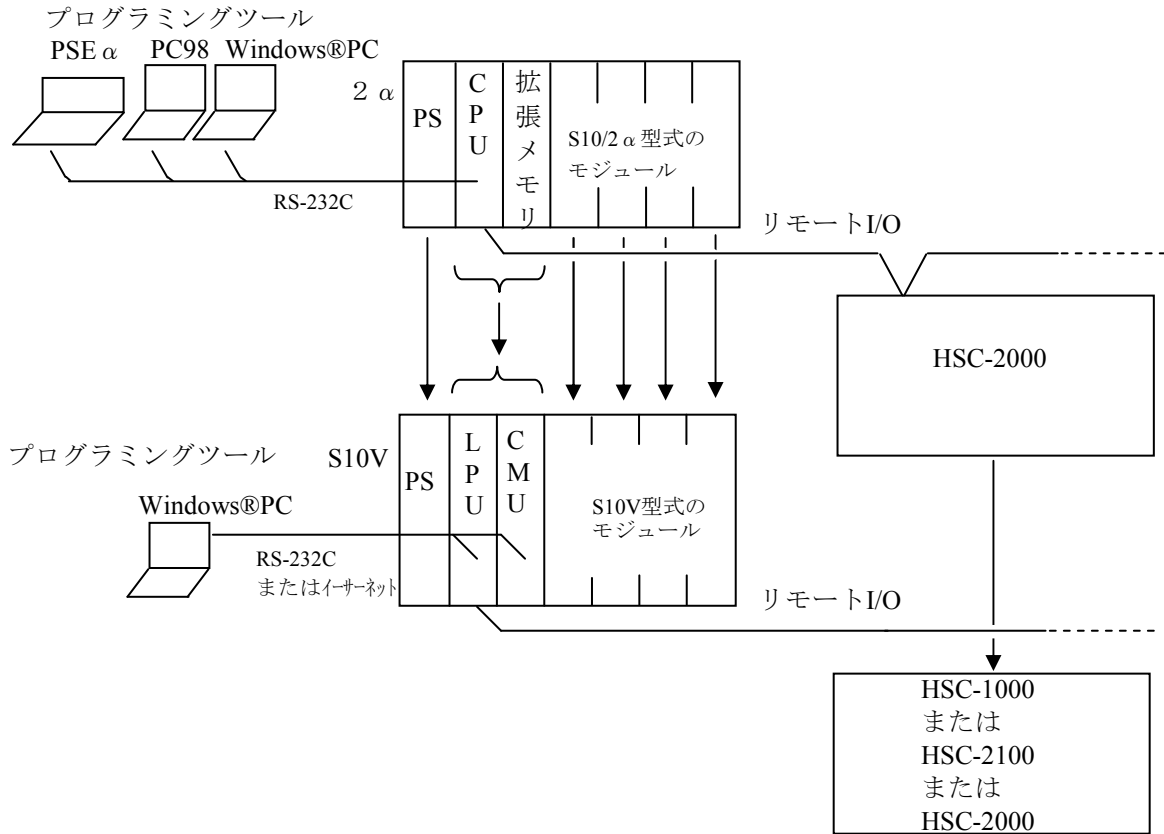 プログラミングツール
PSEα PC98 Windows®PC
2α
PS
CPU
拡張メモリ
S10/2α型式の
モジュール
RS-232C
リモートI/O
HSC-2000
プログラミングツール
S10V
PS
LPU
CMU
S10V型式の
モジュール
Windows®PC
RS-232C
またはイーサーネット
リモートI/O
HSC-1000
または
HSC-2100
または
HSC-2000